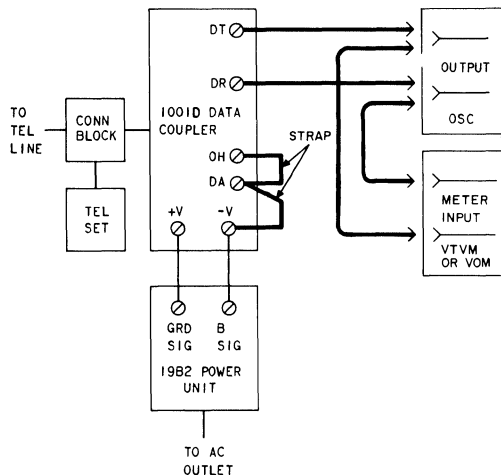 DT
DR
OUTPUT
OSC
TO
TEL
LINE
CONN
BLOCK
1001D DATA
COUPLER
STRAP
OH
DA
TEL
SET
+V
-V
METER
INPUT
VTVM
OR VOM
GRD
SIG
B
SIG
19B2 POWER
UNIT
TO AC
OUTLET